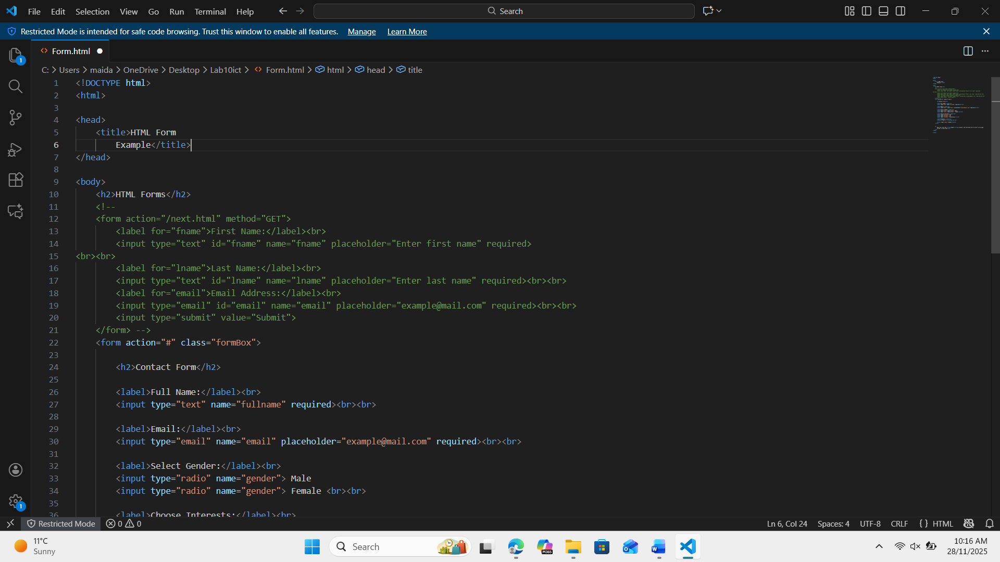 File Edit Selection View Go Run Terminal Help
Search
Restricted Mode is intended for safe code browsing. Trust this window to enable all features. Manage Learn More
1
<> Form.html
C: > Users > maida > OneDrive > Desktop > Lab10ict > <> Form.html > html > head > title
1 <!DOCTYPE html>
2 <html>
3
4 <head>
5 <title>HTML Form
6 Example</title>
7 </head>
8
9 <body>
10 <h2>HTML Forms</h2>
11 <!--
12 <form action="/next.html" method="GET">
13 <label for="fname">First Name:</label><br>
14 <input type="text" id="fname" name="fname" placeholder="Enter first name" required>
15 <br><br>
16 <label for="lname">Last Name:</label><br>
17 <input type="text" id="lname" name="lname" placeholder="Enter last name" required><br><br>
18 <label for="email">Email Address:</label><br>
19 <input type="email" id="email" name="email" placeholder="example@mail.com" required><br><br>
20 <input type="submit" value="Submit">
21 </form> -->
22 <form action="#" class="formBox">
23
24 <h2>Contact Form</h2>
25
26 <label>Full Name:</label><br>
27 <input type="text" name="fullname" required><br><br>
28
29 <label>Email:</label><br>
30 <input type="email" name="email" placeholder="example@mail.com" required><br><br>
31
32 <label>Select Gender:</label><br>
33 <input type="radio" name="gender"> Male
34 <input type="radio" name="gender"> Female <br><br>
35
36 <label>Choose Interests:</label><br>
1
Restricted Mode 0 0 Ln 6, Col 24 Spaces: 4 UTF-8 CRLF {} HTML
11°C
Sunny
Search
M365
10:16 AM
28/11/2025